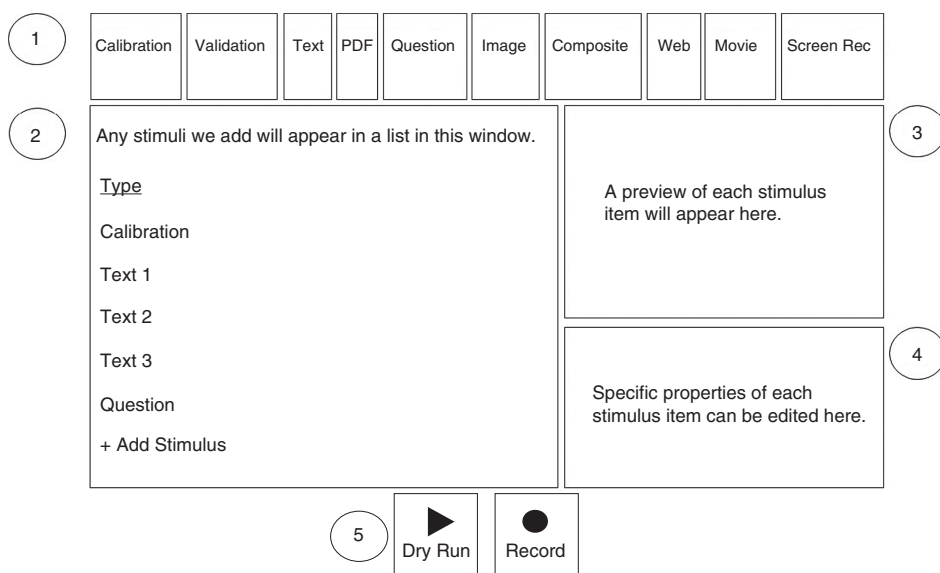 1
Calibration Validation Text PDF Question Image Composite Web Movie Screen Rec
2
Any stimuli we add will appear in a list in this window.
Type
Calibration
Text 1
Text 2
Text 3
Question
+ Add Stimulus
3
A preview of each stimulus
item will appear here.
4
Specific properties of each
stimulus item can be edited here.
5
Dry Run
Record